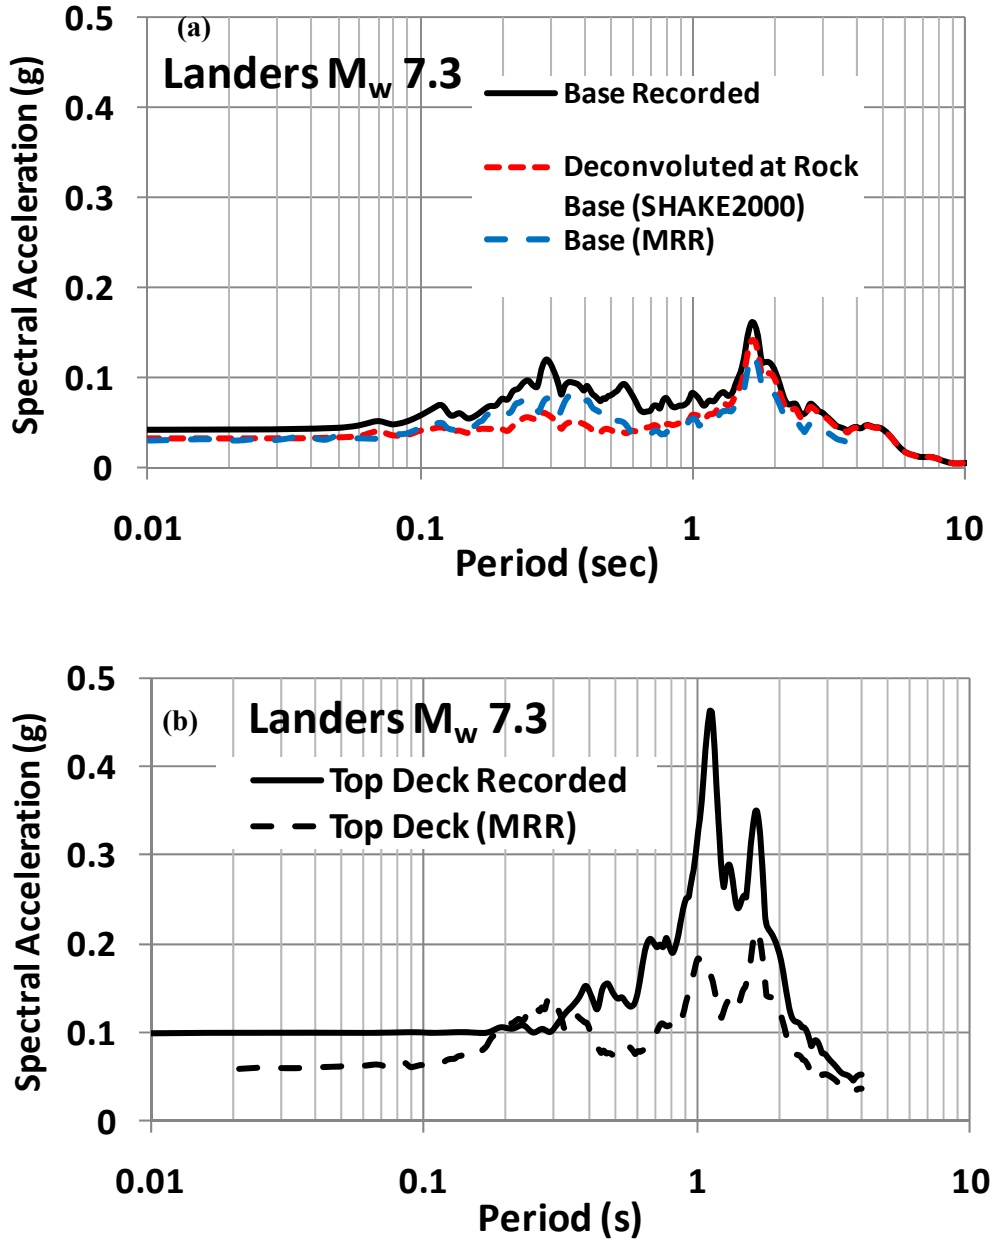 (a)
Landers Mw 7.3
Base Recorded
Deconvoluted at Rock
Base (SHAKE2000)
Base (MRR)
Spectral Acceleration (g)
0.5
0.4
0.3
0.2
0.1
0
0.01
0.1
1
10
Period (sec)
(b)
Landers Mw 7.3
Top Deck Recorded
Top Deck (MRR)
Spectral Acceleration (g)
0.5
0.4
0.3
0.2
0.1
0
0.01
0.1
1
10
Period (s)